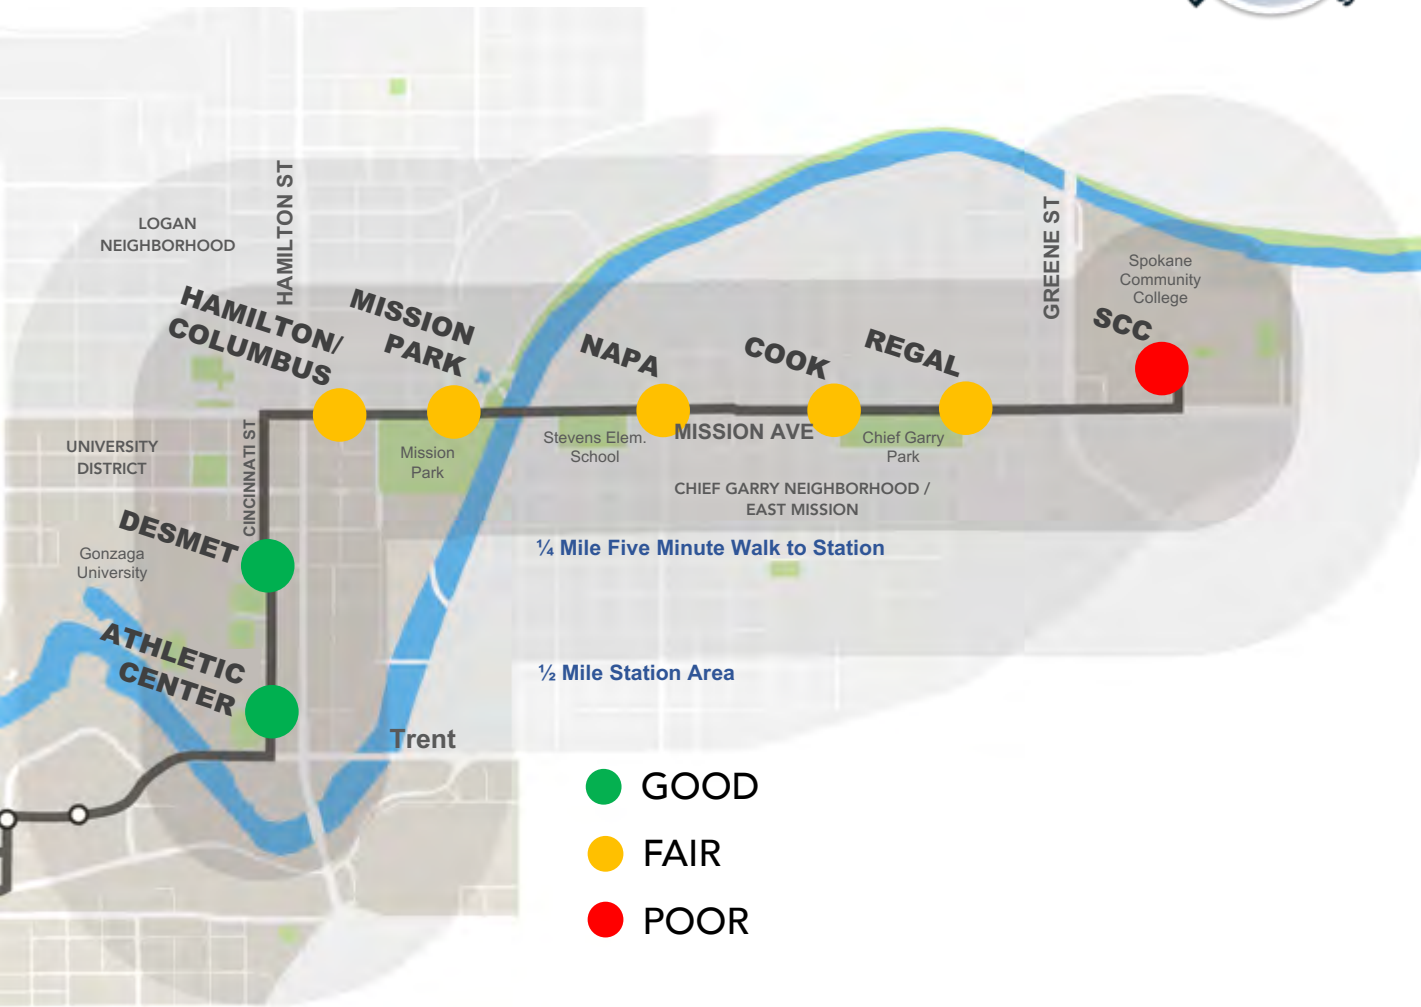 LOGAN
NEIGHBORHOOD
HAMILTON ST
HAMILTON/
COLUMBUS
MISSION
PARK
NAPA
COOK
REGAL
GREENE ST
Spokane
Community
College
SCC
UNIVERSITY
DISTRICT
CINCINNATI ST
Mission
Park
Stevens Elem.
School
MISSION AVE
Chief Garry
Park
CHIEF GARRY NEIGHBORHOOD /
EAST MISSION
DESMET
Gonzaga
University
¼ Mile Five Minute Walk to Station
ATHLETIC
CENTER
½ Mile Station Area
Trent
GOOD
FAIR
POOR